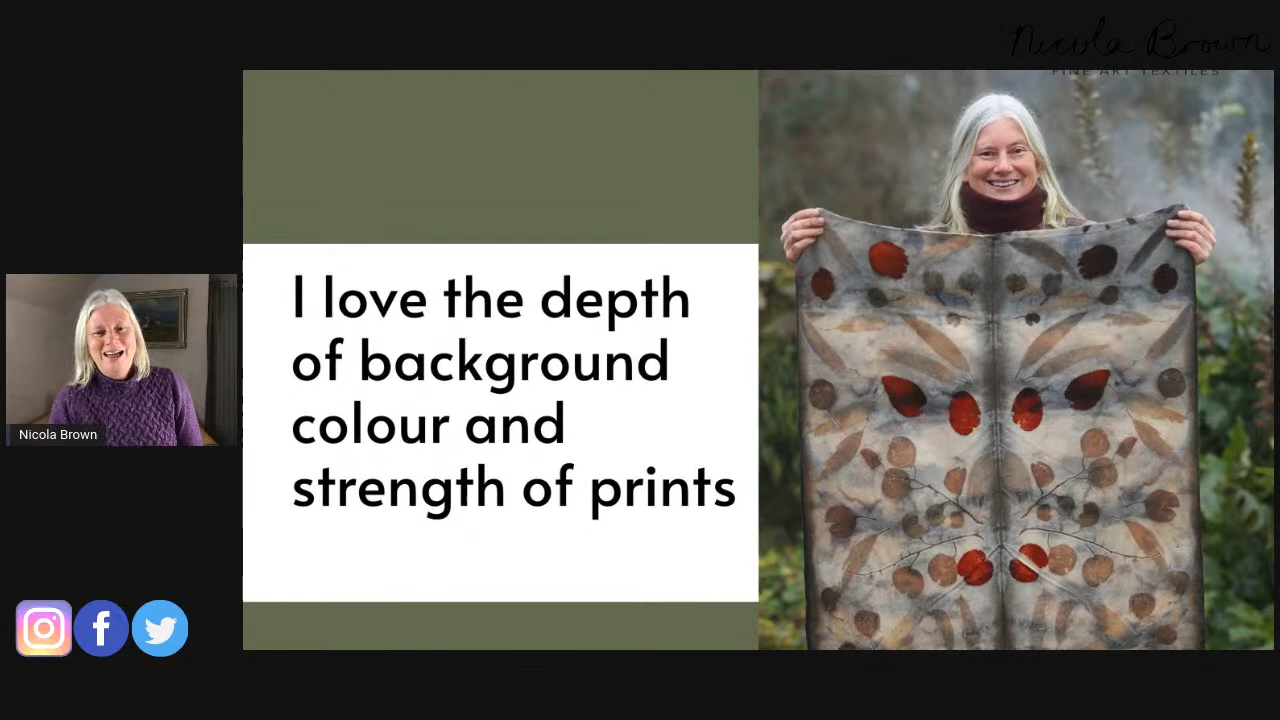 Nicola Brown
FINE ART TEXTILES
I love the depth
of background
colour and
strength of prints
Nicola Brown